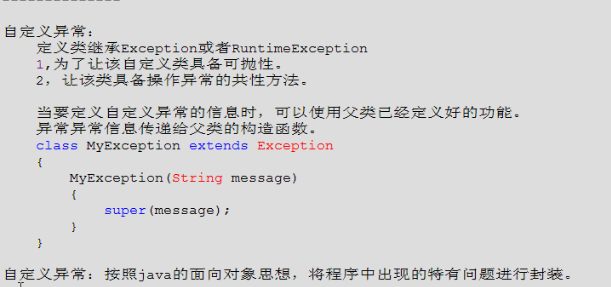 自定义异常：
定义类继承Exception或者RuntimeException
1,为了让该自定义类具备可抛性。
2，让该类具备操作异常的共性方法。
当要定义自定义异常的信息时，可以使用父类已经定义好的功能。
异常异常信息传递给父类的构造函数。
class MyException extends Exception
{
MyException(String message)
{
super(message);
}
}
自定义异常：按照java的面向对象思想，将程序中出现的特有问题进行封装。